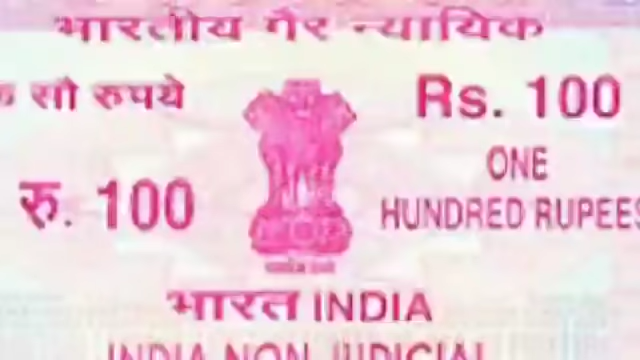 भारतीय गैर न्यायिक
सौ रुपये
Rs. 100
रु. 100
ONE
HUNDRED RUPEES
भारत INDIA
INDIA NON JUDICIAL